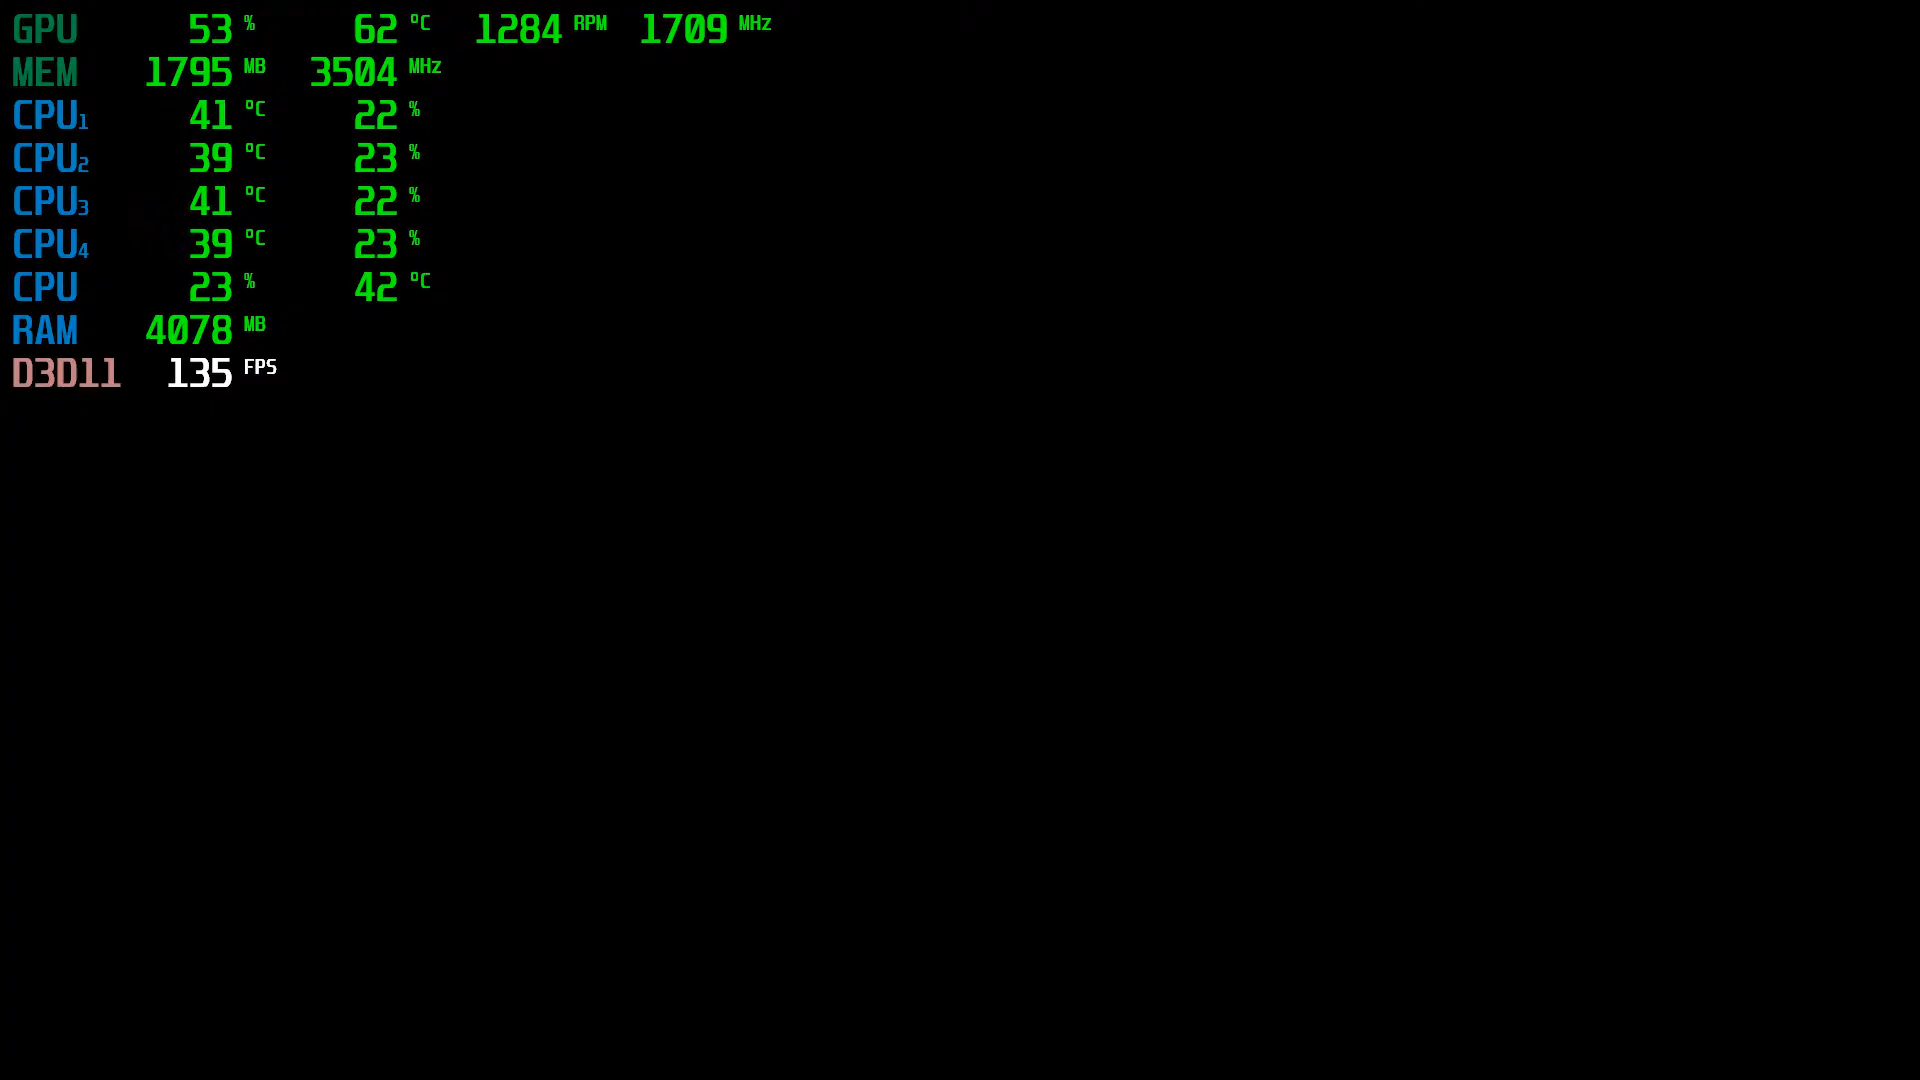 GPU 53 % 62 °C 1284 RPM 1709 MHz
MEM 1795 MB 3504 MHz
CPU1 41 °C 22 %
CPU2 39 °C 23 %
CPU3 41 °C 22 %
CPU4 39 °C 23 %
CPU 23 % 42 °C
RAM 4078 MB
D3D11 135 FPS